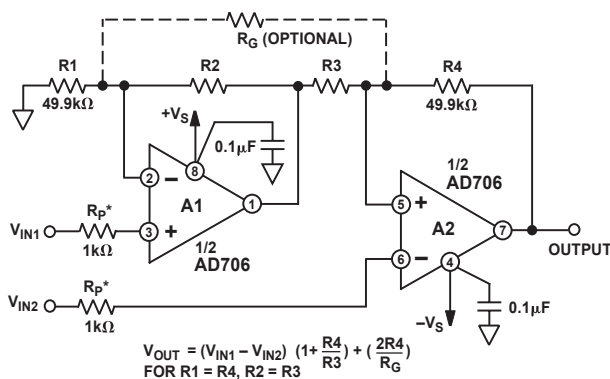 R_G (OPTIONAL)
R1
49.9kΩ
R2
R3
R4
49.9kΩ
+V_S
0.1µF
8
2
−
A1
1
3
+
1/2
AD706
V_IN1
R_P*
1kΩ
1/2
AD706
5
+
A2
7
6
−
4
OUTPUT
V_IN2
R_P*
1kΩ
−V_S
0.1µF
V_OUT = (V_IN1 – V_IN2) (1+ R4/R3) + (2R4/R_G)
FOR R1 = R4, R2 = R3